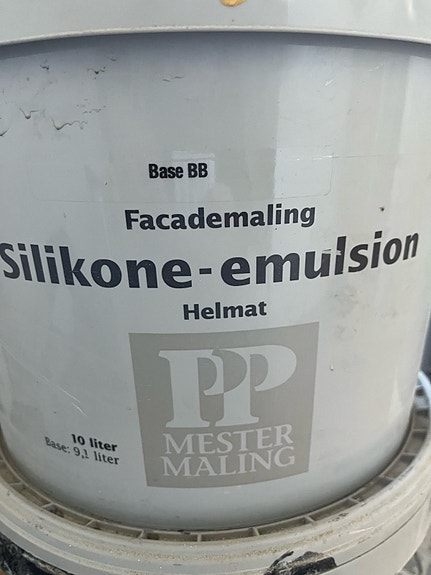 Base BB
Facademaling
Silikone-emulsion
Helmat
PP
MESTER
MALING
10 liter
Base: 9,1 liter